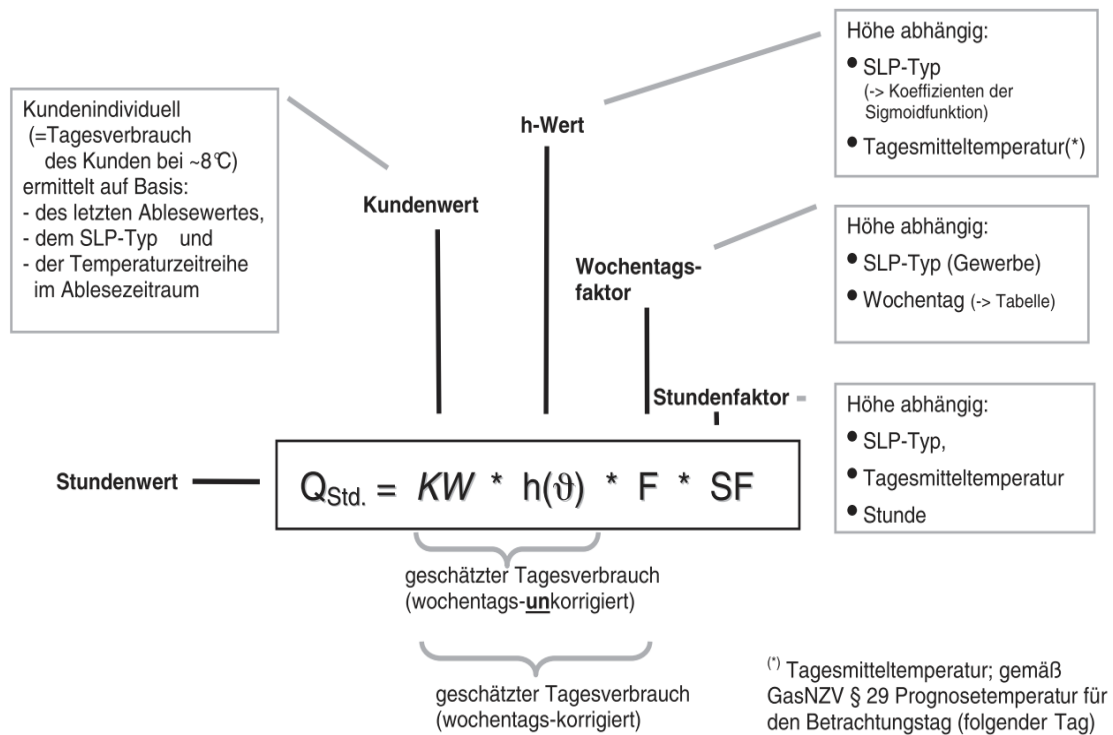 Kundenindividuell
(=Tagesverbrauch
des Kunden bei ~8°C)
ermittelt auf Basis:
- des letzten Ablesewertes,
- dem SLP-Typ und
- der Temperaturzeitreihe
im Ablesezeitraum
Kundenwert
h-Wert
Höhe abhängig:
• SLP-Typ
(-> Koeffizienten der
Sigmoidfunktion)
• Tagesmitteltemperatur(*)
Wochentags-
faktor
Höhe abhängig:
• SLP-Typ (Gewerbe)
• Wochentag (-> Tabelle)
Stundenfaktor
Höhe abhängig:
• SLP-Typ,
• Tagesmitteltemperatur
• Stunde
Stundenwert
Q_Std. = KW * h(ϑ) * F * SF
geschätzter Tagesverbrauch
(wochentags-unkorrigiert)
geschätzter Tagesverbrauch
(wochentags-korrigiert)
(*) Tagesmitteltemperatur; gemäß
GasNZV § 29 Prognosetemperatur für
den Betrachtungstag (folgender Tag)